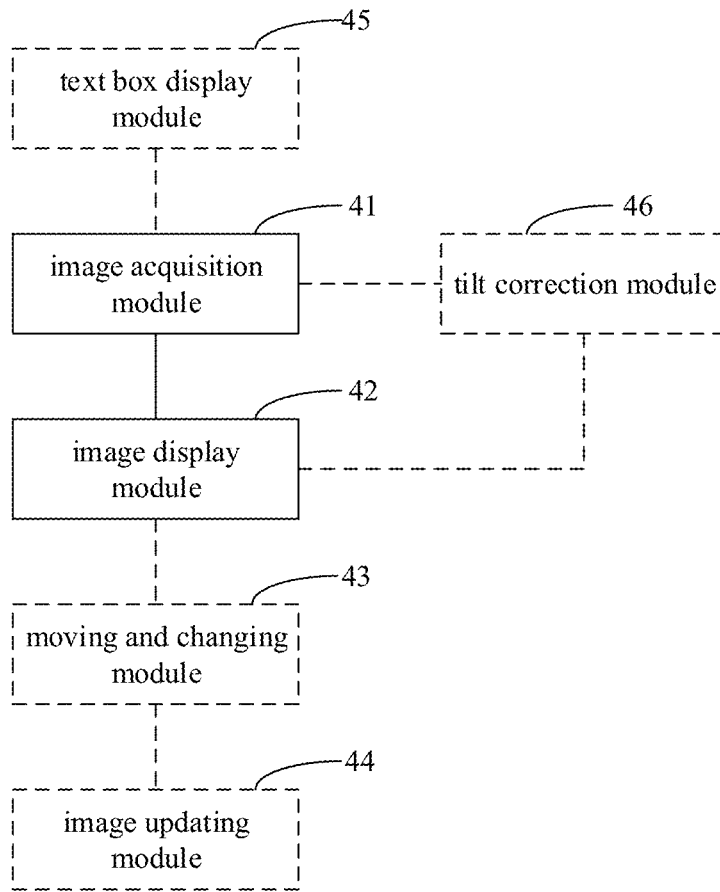 45
text box display
module
41
image acquisition
module
46
tilt correction module
42
image display
module
43
moving and changing
module
44
image updating
module